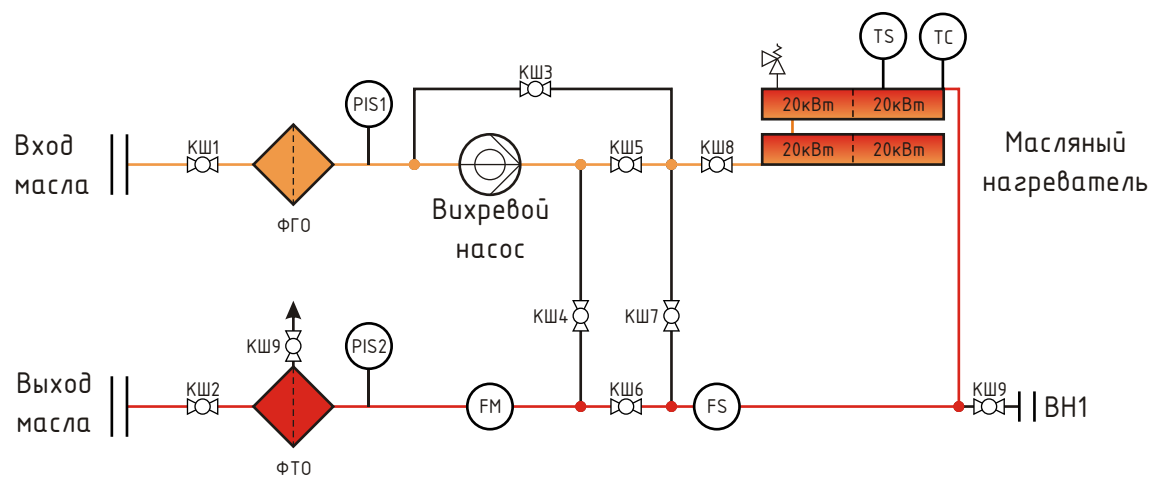 TS
TC
КШ3
PIS1
20кВт
20кВт
Вход
масла
КШ1
КШ5
КШ8
20кВт
20кВт
Масляный
нагреватель
ФГО
Вихревой
насос
КШ4
КШ7
КШ9
PIS2
Выход
масла
КШ2
FM
КШ6
FS
КШ9
ВН1
ФТО